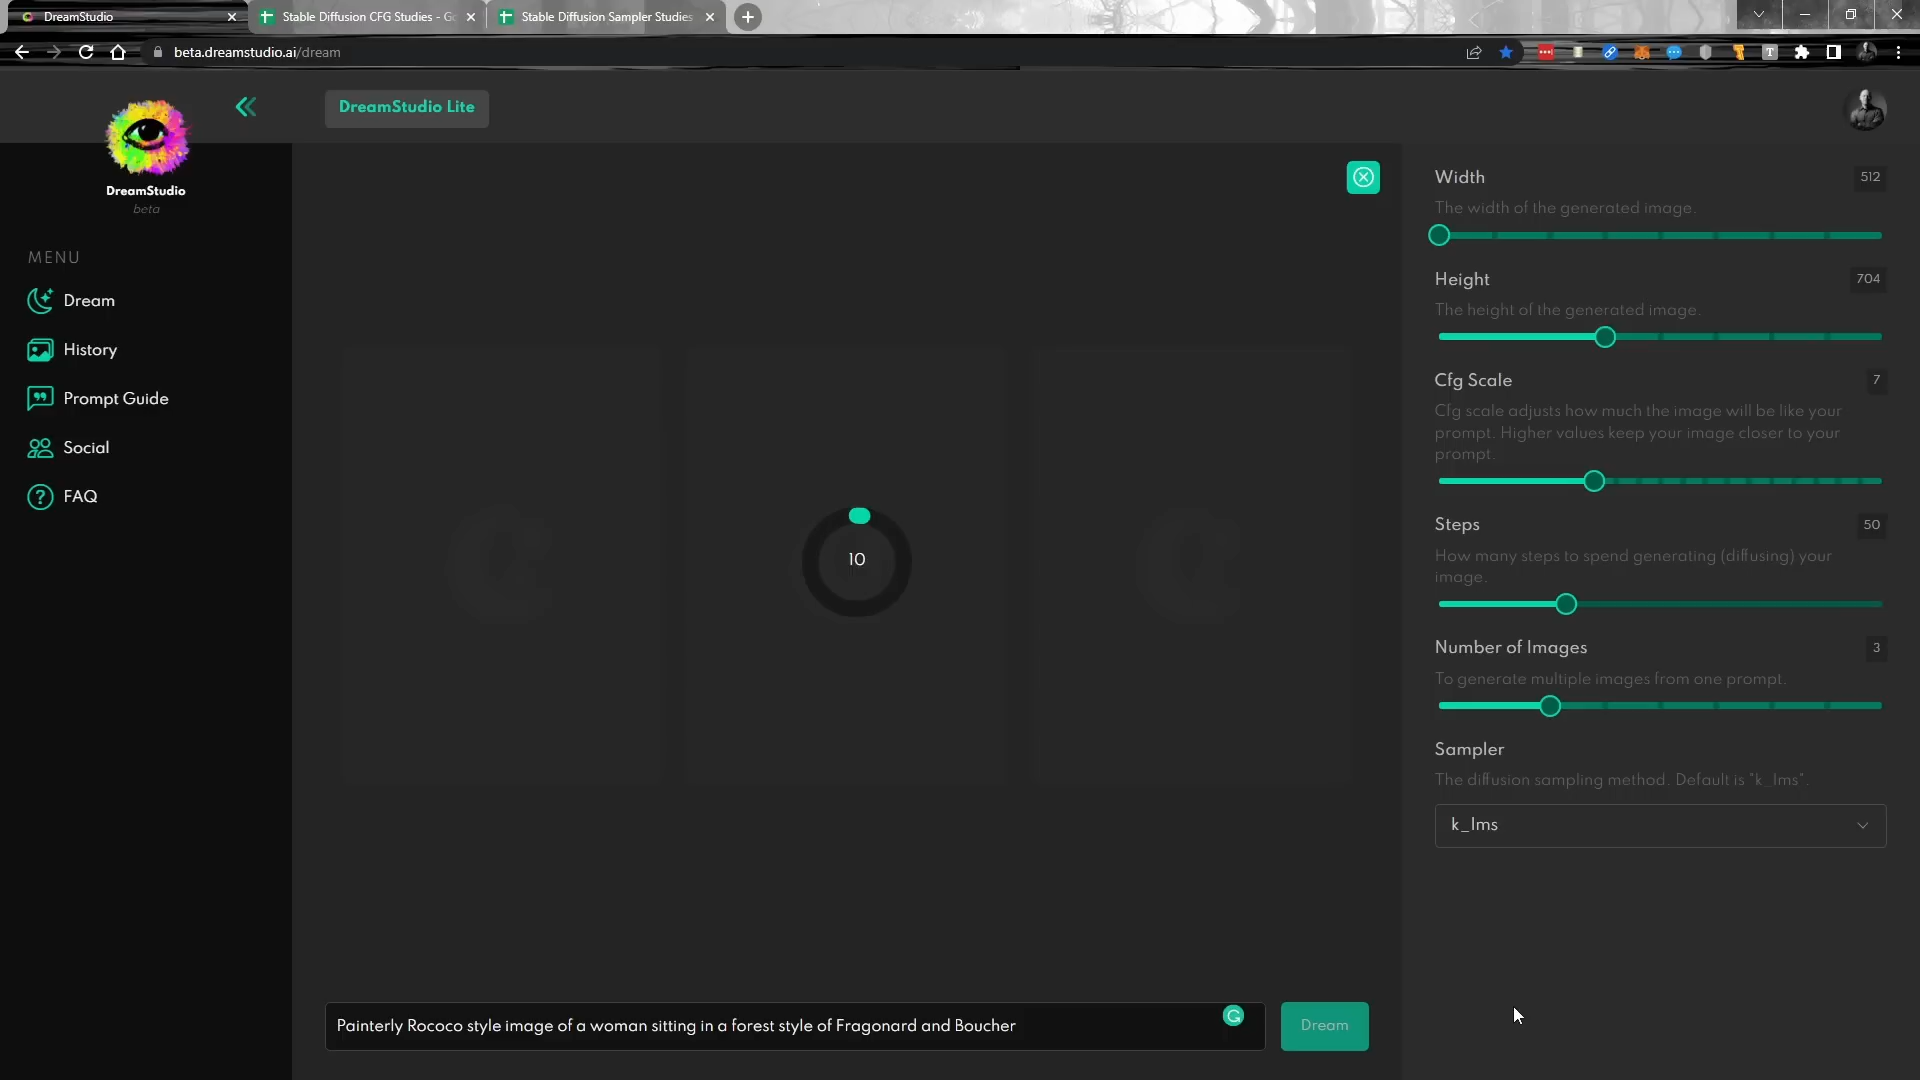 DreamStudio
Stable Diffusion CFG Studies - Go
Stable Diffusion Sampler Studies
beta.dreamstudio.ai/dream
DreamStudio
beta
DreamStudio Lite
MENU
Dream
History
Prompt Guide
Social
FAQ
10
Width
512
The width of the generated image.
Height
704
The height of the generated image.
Cfg Scale
7
Cfg scale adjusts how much the image will be like your
prompt. Higher values keep your image closer to your
prompt.
Steps
50
How many steps to spend generating (diffusing) your
image.
Number of Images
3
To generate multiple images from one prompt.
Sampler
The diffusion sampling method. Default is "k_lms".
k_lms
Painterly Rococo style image of a woman sitting in a forest style of Fragonard and Boucher
Dream